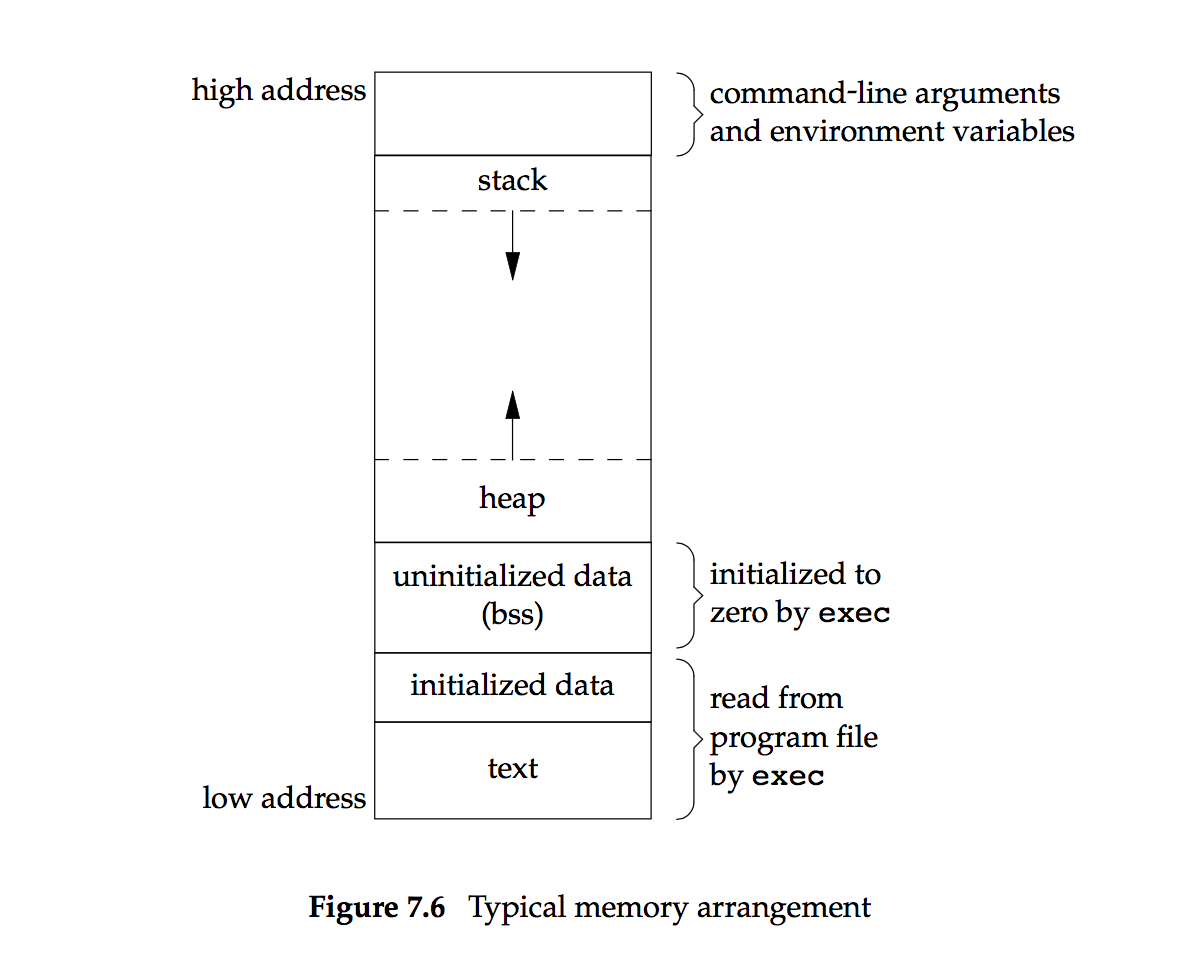 high address
command-line arguments
and environment variables
stack
heap
uninitialized data
(bss)
initialized to
zero by exec
initialized data
read from
program file
by exec
text
low address
Figure 7.6 Typical memory arrangement